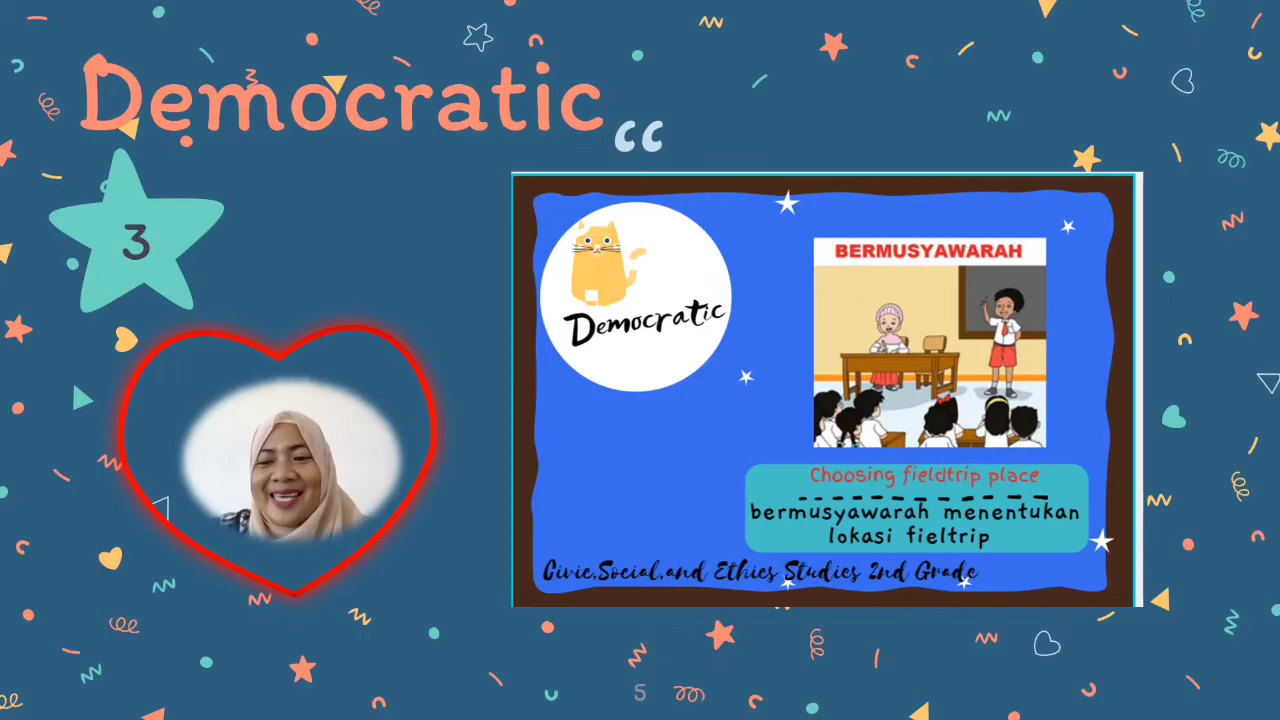 Democratic
“
3
Democratic
BERMUSYAWARAH
Choosing fieldtrip place
bermusyawarah menentukan
lokasi fieltrip
Civic,Social,and Ethics Studies 2nd Grade
5